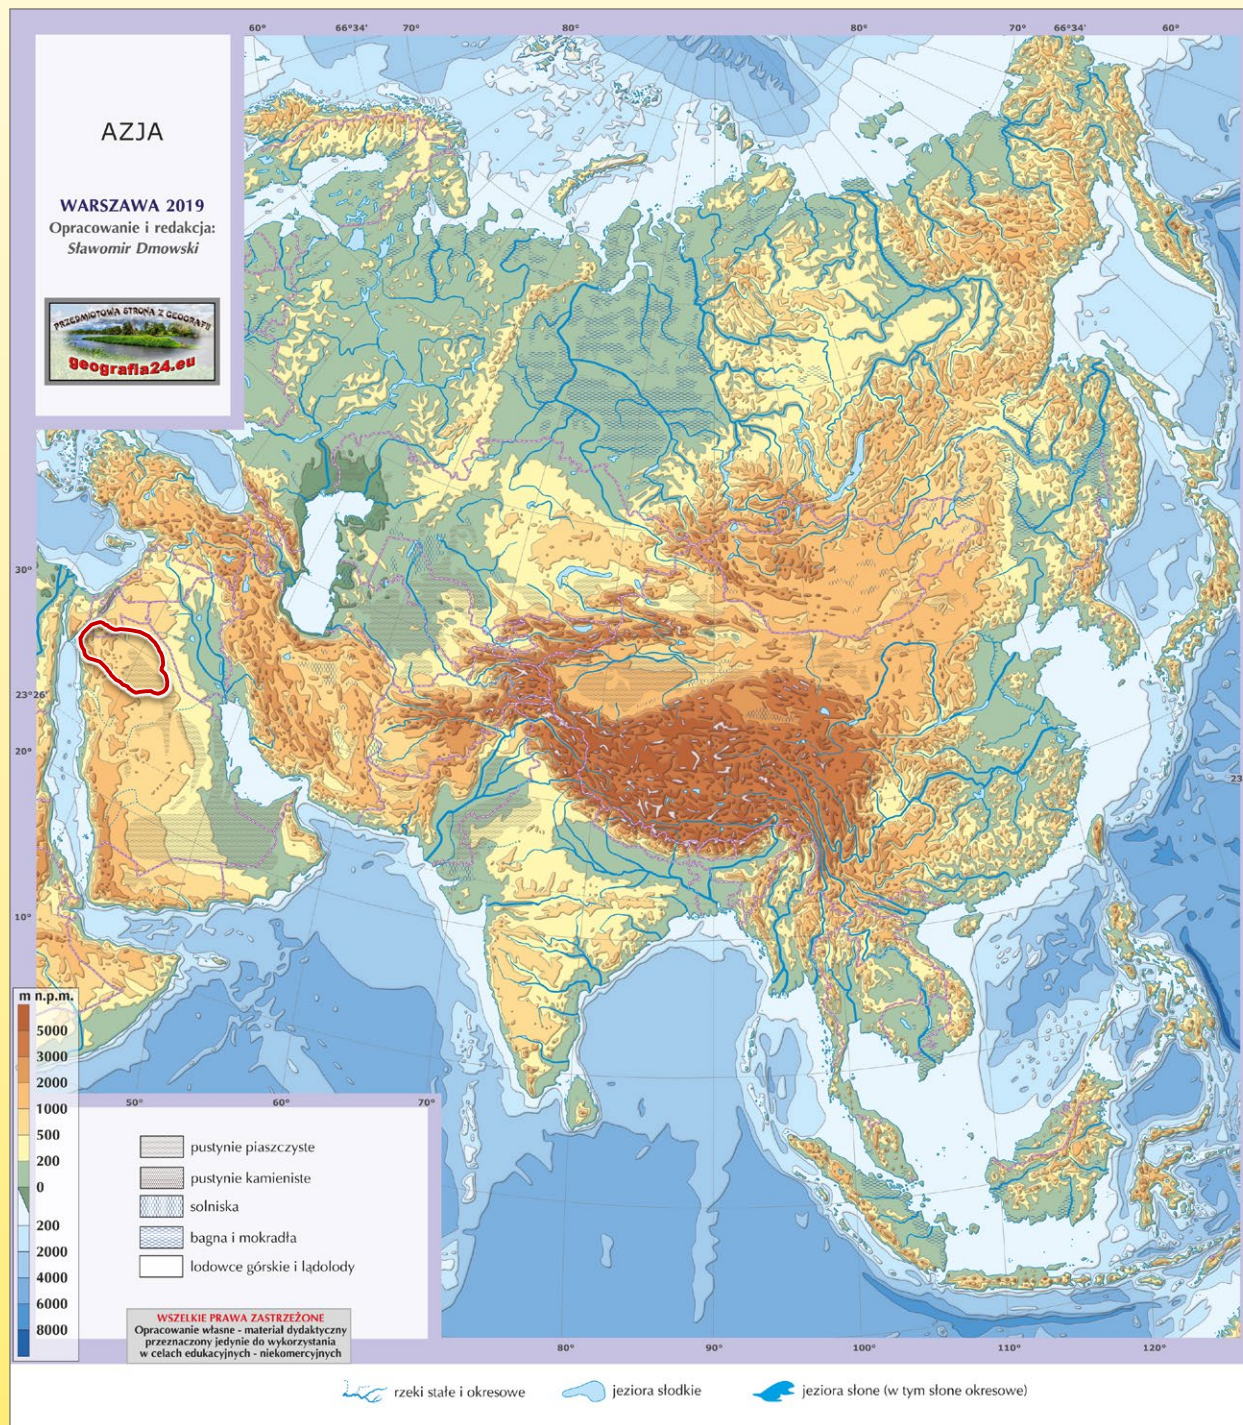 60° 66°34' 70° 80° 80° 70° 66°34' 60°
AZJA
WARSZAWA 2019
Opracowanie i redakcja:
Sławomir Dmowski
PRZEDMIOTOWA STRONA Z GEOGRAFII
geografia24.eu
30°
23°26'
20°
23
10°
m n.p.m.
5000
3000
2000
1000
500
200
0
200
2000
4000
6000
8000
50° 60° 70°
pustynie piaszczyste
pustynie kamieniste
solniska
bagna i mokradła
lodowce górskie i lądolody
WSZELKIE PRAWA ZASTRZEŻONE
Opracowanie własne - materiał dydaktyczny
przeznaczony jedynie do wykorzystania
w celach edukacyjnych - niekomercyjnych
80° 90° 100° 110° 120°
rzeki stałe i okresowe jeziora słodkie jeziora słone (w tym słone okresowe)